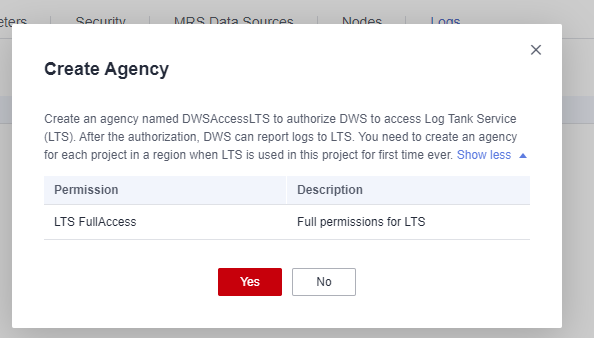 Security MRS Data Sources Nodes Logs
Create Agency
Create an agency named DWSAccessLTS to authorize DWS to access Log Tank Service
(LTS). After the authorization, DWS can report logs to LTS. You need to create an agency
for each project in a region when LTS is used in this project for first time ever. Show less
Permission Description
LTS FullAccess Full permissions for LTS
Yes No